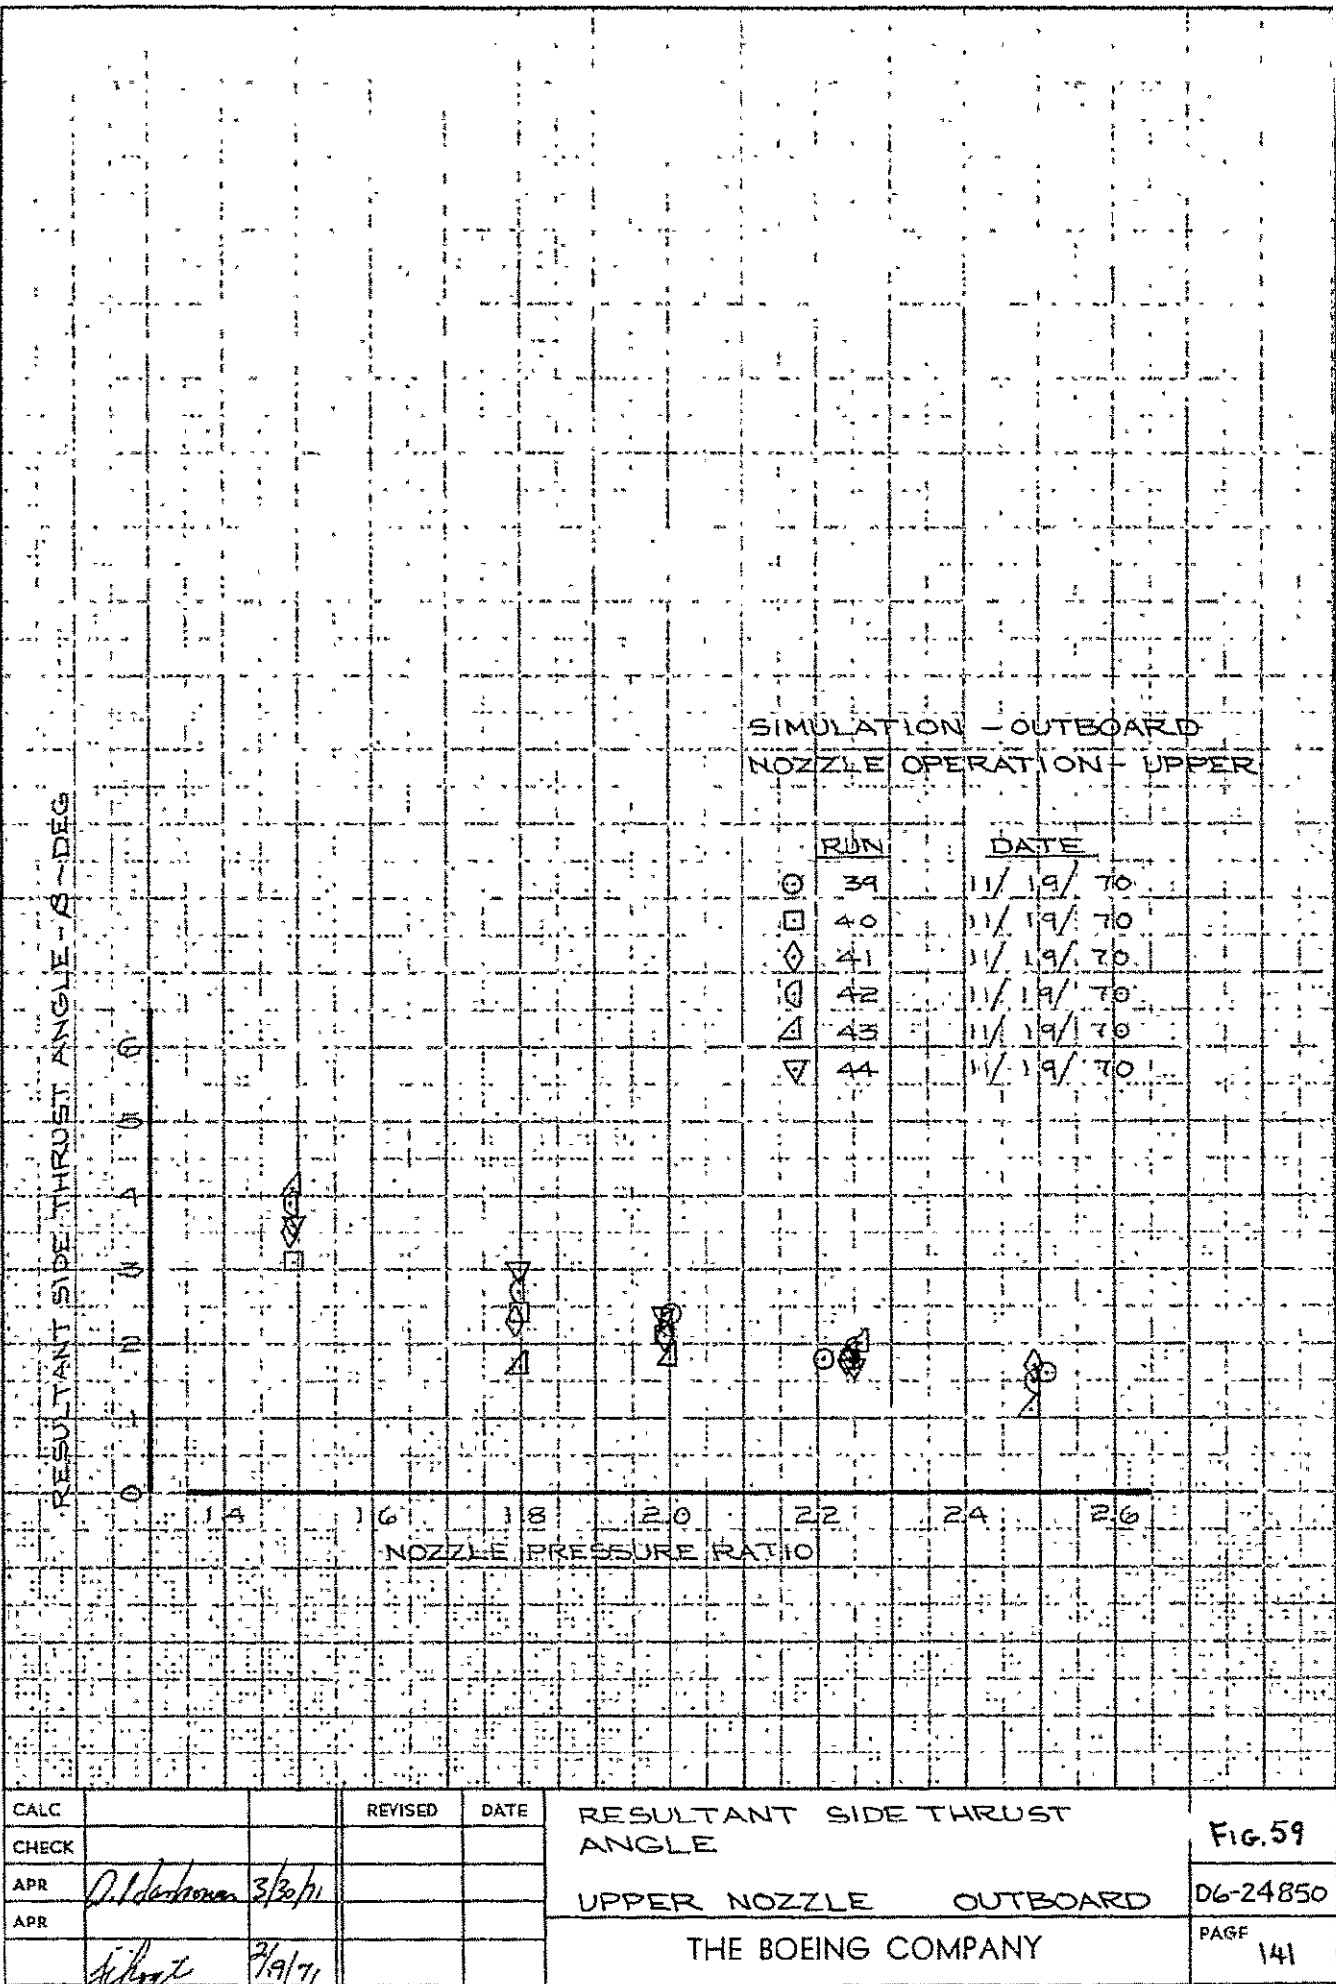 SIMULATION - OUTBOARD
NOZZLE OPERATION - UPPER
RUN DATE
39 11/19/70
40 11/19/70
41 11/19/70
42 11/19/70
43 11/19/70
44 11/19/70
RESULTANT SIDE THRUST ANGLE - β ~ DEG
6
5
4
3
2
1
0
1.4 1.6 1.8 2.0 2.2 2.4 2.6
NOZZLE PRESSURE RATIO
CALC
CHECK
APR 3/30/71
APR
REVISED DATE
RESULTANT SIDE THRUST
ANGLE
UPPER NOZZLE OUTBOARD
THE BOEING COMPANY
FIG. 59
D6-24850
PAGE 141